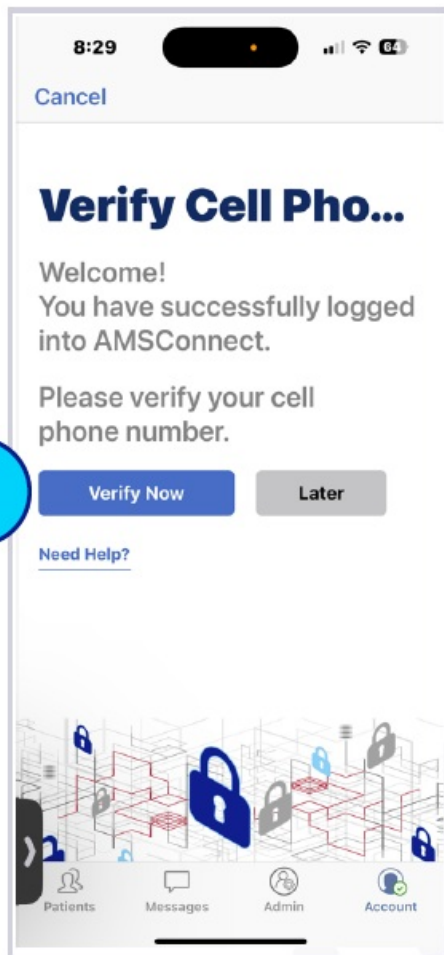 8:29
64
Cancel
Verify Cell Pho...
Welcome!
You have successfully logged
into AMSConnect.
Please verify your cell
phone number.
Verify Now
Later
Need Help?
Patients
Messages
Admin
Account